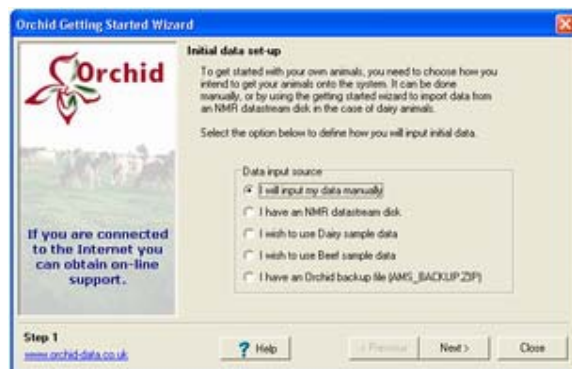 Orchid Getting Started Wizard
Orchid
If you are connected
to the Internet you
can obtain on-line
support.
Initial data set-up
To get started with your own animals, you need to choose how you
intend to get your animals onto the system. It can be done
manually, or by using the getting started wizard to import data from
an NMR datastream disk in the case of dairy animals.
Select the option below to define how you will input initial data.
Data input source
I will input my data manually
I have an NMR datastream disk
I wish to use Dairy sample data
I wish to use Beef sample data
I have an Orchid backup file (AMS_BACKUP.ZIP)
Step 1
www.orchid-data.co.uk
? Help
< Previous
Next >
Close